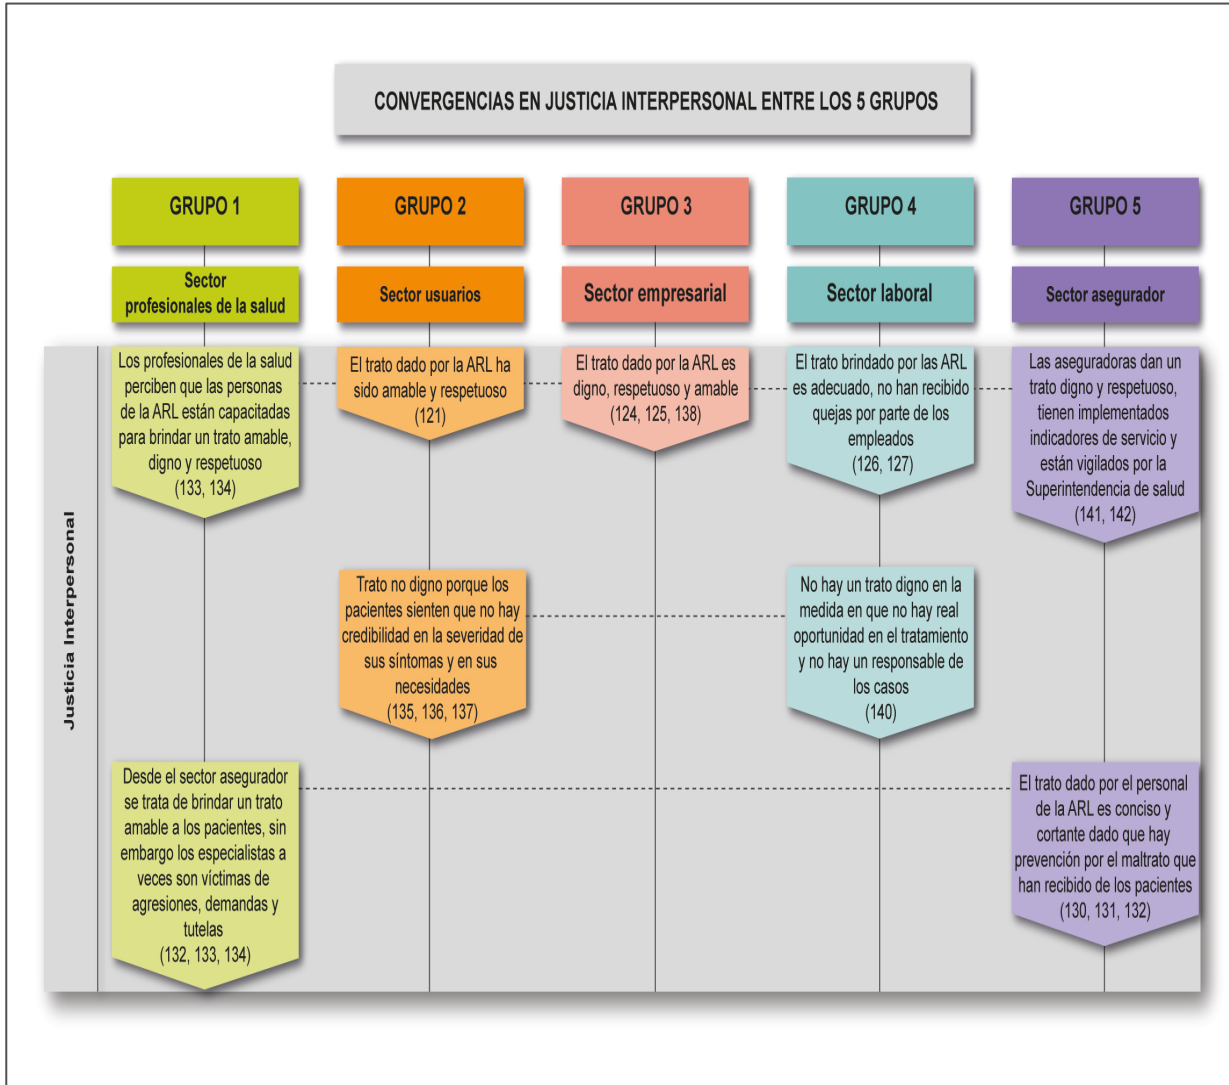 CONVERGENCIAS EN JUSTICIA INTERPERSONAL ENTRE LOS 5 GRUPOS
GRUPO 1
GRUPO 2
GRUPO 3
GRUPO 4
GRUPO 5
Sector
profesionales de la salud
Sector usuarios
Sector empresarial
Sector laboral
Sector asegurador
Justicia Interpersonal
Los profesionales de la salud
perciben que las personas
de la ARL están capacitadas
para brindar un trato amable,
digno y respetuoso
(133, 134)
El trato dado por la ARL ha
sido amable y respetuoso
(121)
El trato dado por la ARL es
digno, respetuoso y amable
(124, 125, 138)
El trato brindado por las ARL
es adecuado, no han recibido
quejas por parte de los
empleados
(126, 127)
Las aseguradoras dan un
trato digno y respetuoso,
tienen implementados
indicadores de servicio y
están vigilados por la
Superintendencia de salud
(141, 142)
Trato no digno porque los
pacientes sienten que no hay
credibilidad en la severidad de
sus síntomas y en sus
necesidades
(135, 136, 137)
No hay un trato digno en la
medida en que no hay real
oportunidad en el tratamiento
y no hay un responsable de
los casos
(140)
Desde el sector asegurador
se trata de brindar un trato
amable a los pacientes, sin
embargo los especialistas a
veces son víctimas de
agresiones, demandas y
tutelas
(132, 133, 134)
El trato dado por el personal
de la ARL es conciso y
cortante dado que hay
prevención por el maltrato que
han recibido de los pacientes
(130, 131, 132)